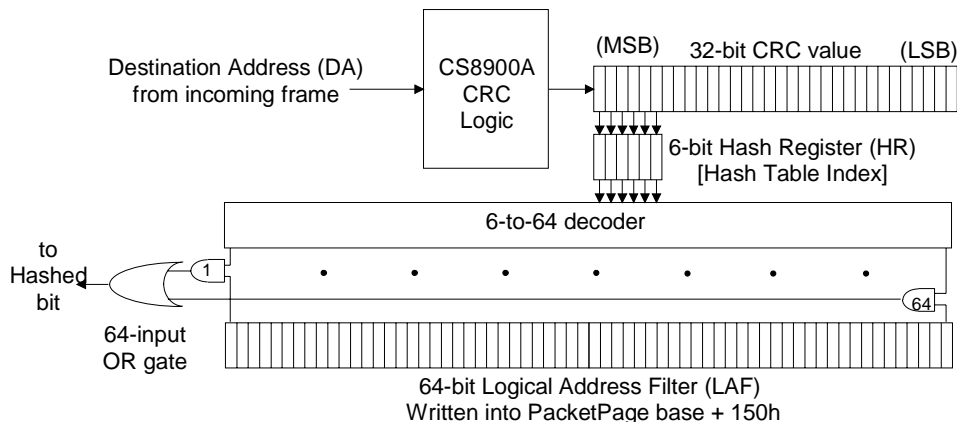 (MSB) 32-bit CRC value (LSB)
Destination Address (DA)
from incoming frame
CS8900A
CRC
Logic
6-bit Hash Register (HR)
[Hash Table Index]
6-to-64 decoder
to
Hashed
bit
1
64
64-input
OR gate
64-bit Logical Address Filter (LAF)
Written into PacketPage base + 150h